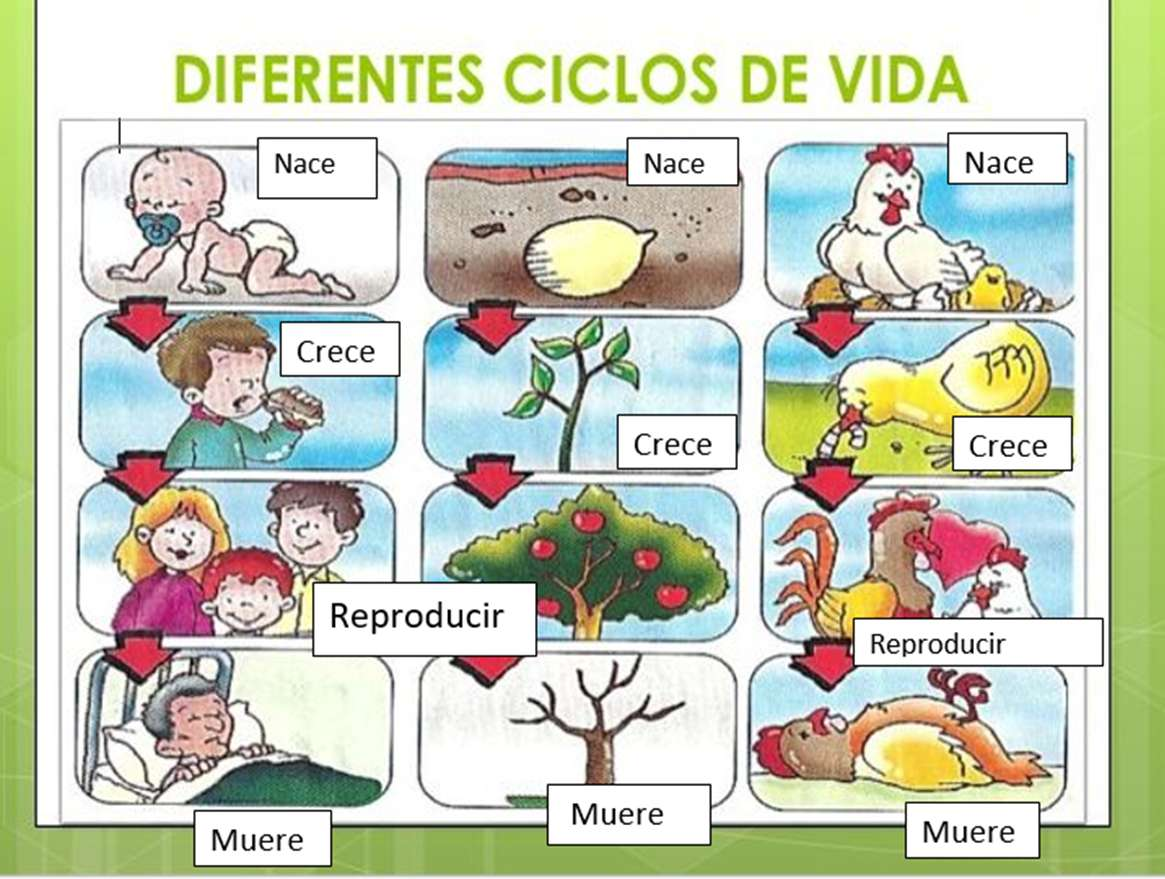 DIFERENTES CICLOS DE VIDA
Nace
Nace
Nace
Crece
Crece
Crece
Reproducir
Reproducir
Muere
Muere
Muere